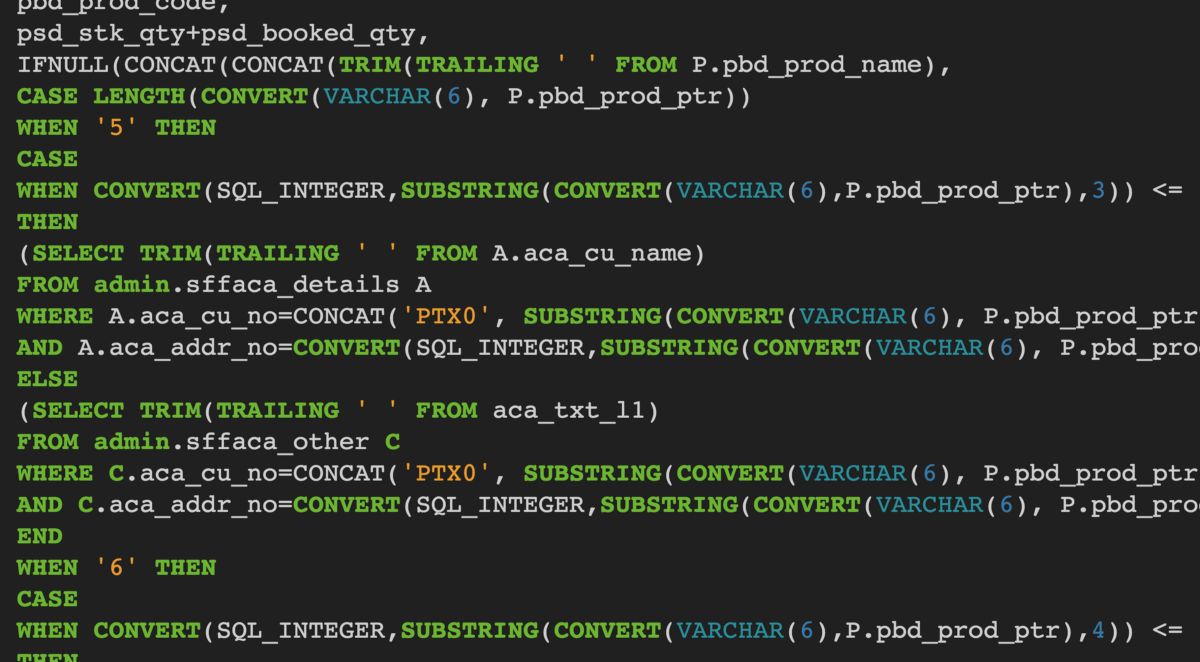 pbd_prod_code,
psd_stk_qty+psd_booked_qty,
IFNULL(CONCAT(CONCAT(TRIM(TRAILING ' ' FROM P.pbd_prod_name),
CASE LENGTH(CONVERT(VARCHAR(6), P.pbd_prod_ptr))
WHEN '5' THEN
CASE
WHEN CONVERT(SQL_INTEGER,SUBSTRING(CONVERT(VARCHAR(6),P.pbd_prod_ptr),3)) <=
THEN
(SELECT TRIM(TRAILING ' ' FROM A.aca_cu_name)
FROM admin.sffaca_details A
WHERE A.aca_cu_no=CONCAT('PTX0', SUBSTRING(CONVERT(VARCHAR(6), P.pbd_prod_ptr
AND A.aca_addr_no=CONVERT(SQL_INTEGER,SUBSTRING(CONVERT(VARCHAR(6), P.pbd_pro
ELSE
(SELECT TRIM(TRAILING ' ' FROM aca_txt_l1)
FROM admin.sffaca_other C
WHERE C.aca_cu_no=CONCAT('PTX0', SUBSTRING(CONVERT(VARCHAR(6), P.pbd_prod_ptr
AND C.aca_addr_no=CONVERT(SQL_INTEGER,SUBSTRING(CONVERT(VARCHAR(6), P.pbd_pro
END
WHEN '6' THEN
CASE
WHEN CONVERT(SQL_INTEGER,SUBSTRING(CONVERT(VARCHAR(6),P.pbd_prod_ptr),4)) <=
THEN